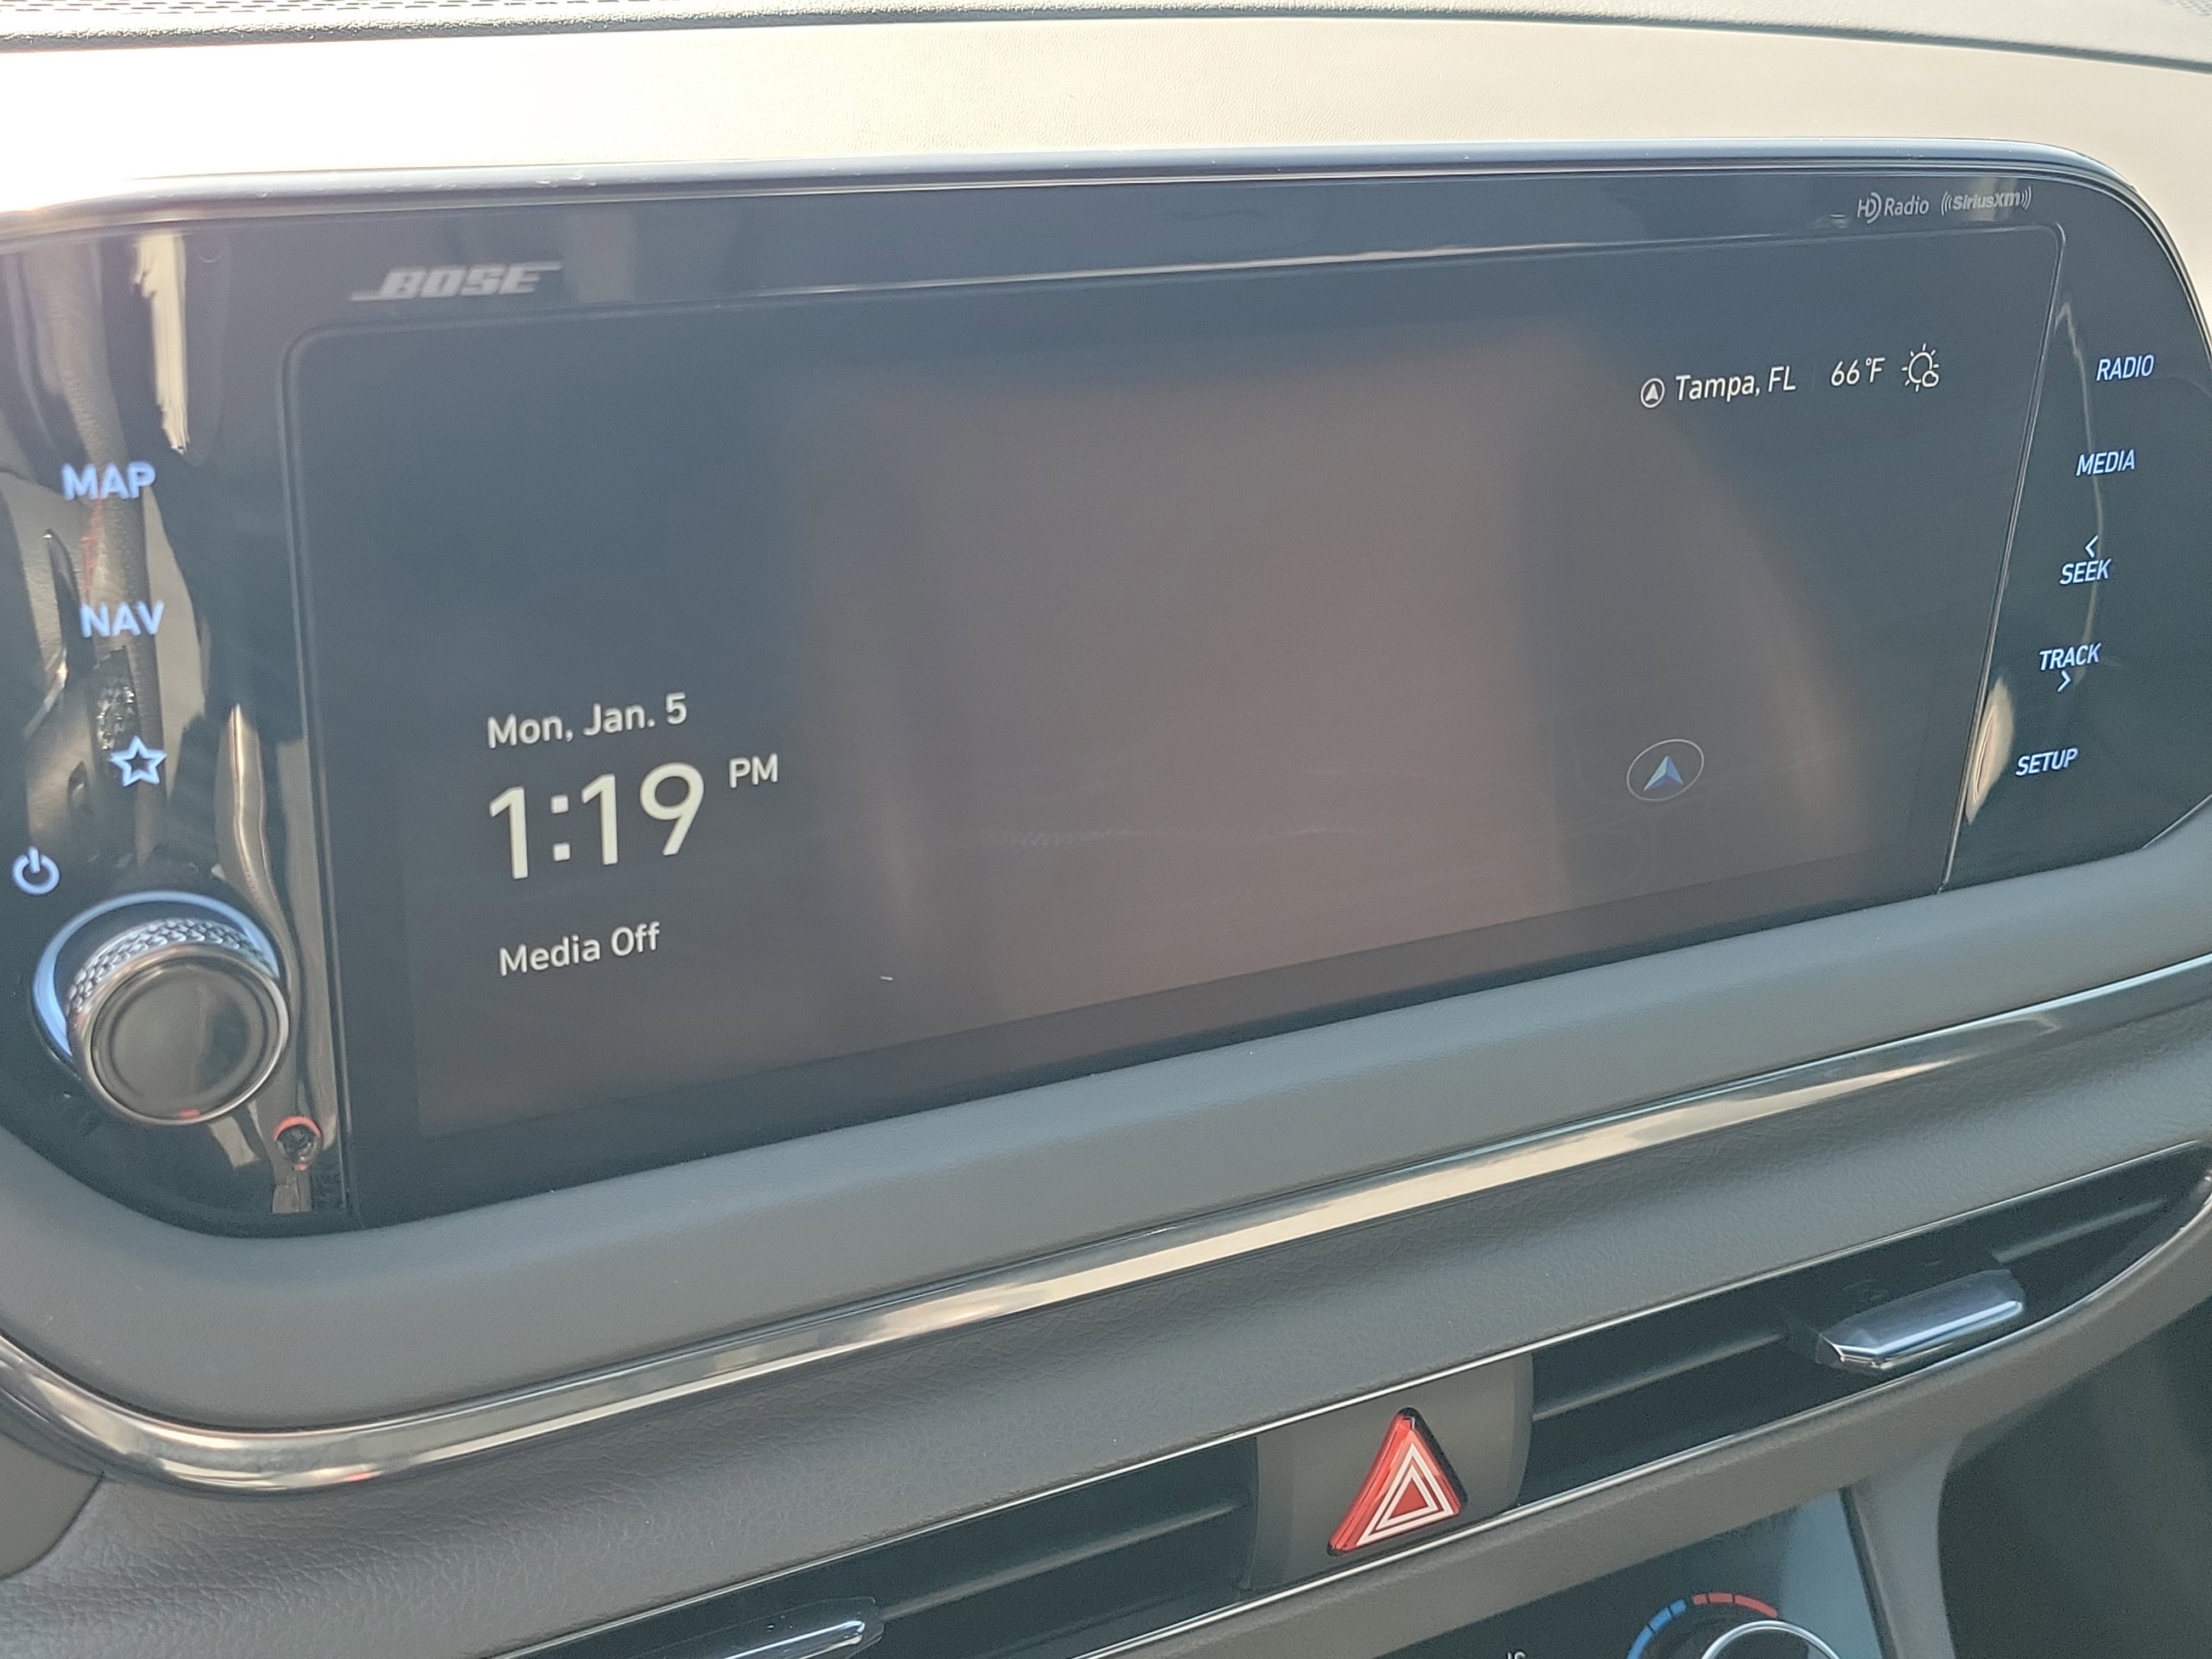 HD Radio ((SiriusXM))
BOSE
Tampa, FL 66°F
RADIO
MAP
MEDIA
< SEEK
NAV
TRACK >
Mon, Jan. 5
SETUP
1:19 PM
Media Off